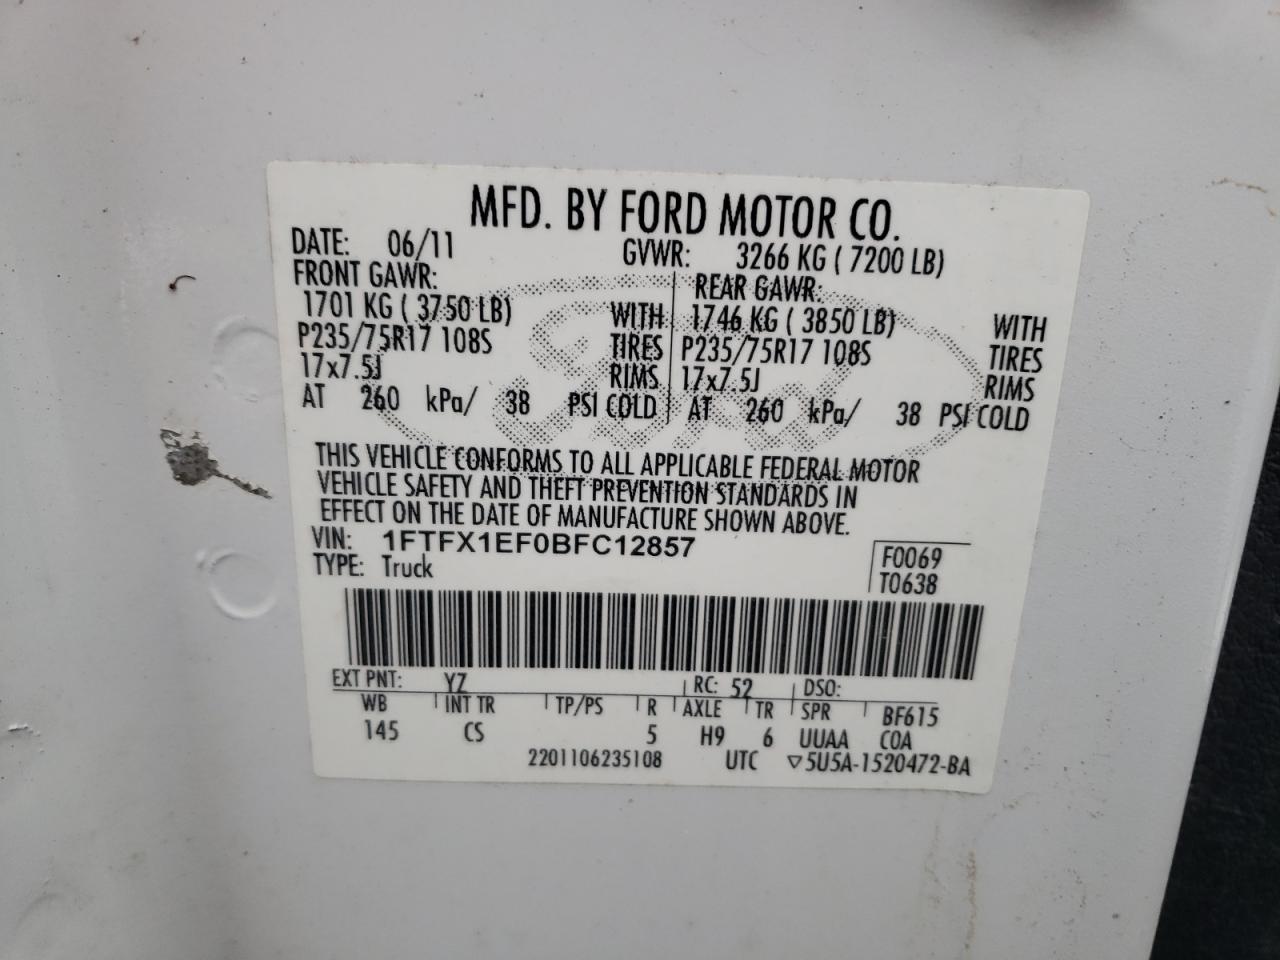 MFD. BY FORD MOTOR CO.
DATE: 06/11 GVWR: 3266 KG ( 7200 LB)
FRONT GAWR: REAR GAWR:
1701 KG ( 3750 LB) WITH 1746 KG ( 3850 LB) WITH
P235/75R17 108S TIRES P235/75R17 108S TIRES
17x7.5J RIMS 17x7.5J RIMS
AT 260 kPa/ 38 PSI COLD AT 260 kPa/ 38 PSI COLD
THIS VEHICLE CONFORMS TO ALL APPLICABLE FEDERAL MOTOR
VEHICLE SAFETY AND THEFT PREVENTION STANDARDS IN
EFFECT ON THE DATE OF MANUFACTURE SHOWN ABOVE.
VIN: 1FTFX1EF0BFC12857 F0069
TYPE: Truck T0638
EXT PNT: YZ RC: 52 DSO:
WB INT TR TP/PS R AXLE TR SPR BF615
145 CS 5 H9 6 UUAA COA
2201106235108 UTC ▽5U5A-1520472-BA
Ford